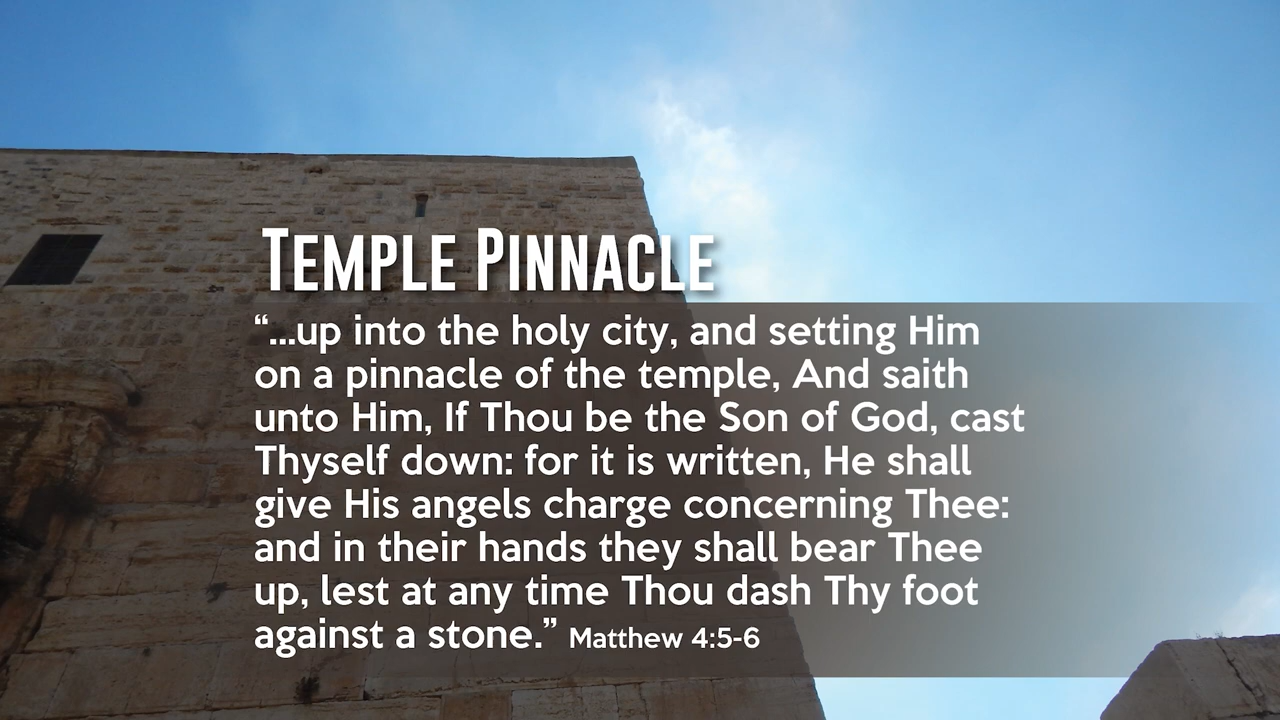 Temple Pinnacle
“...up into the holy city, and setting Him
on a pinnacle of the temple, And saith
unto Him, If Thou be the Son of God, cast
Thyself down: for it is written, He shall
give His angels charge concerning Thee:
and in their hands they shall bear Thee
up, lest at any time Thou dash Thy foot
against a stone.” Matthew 4:5-6